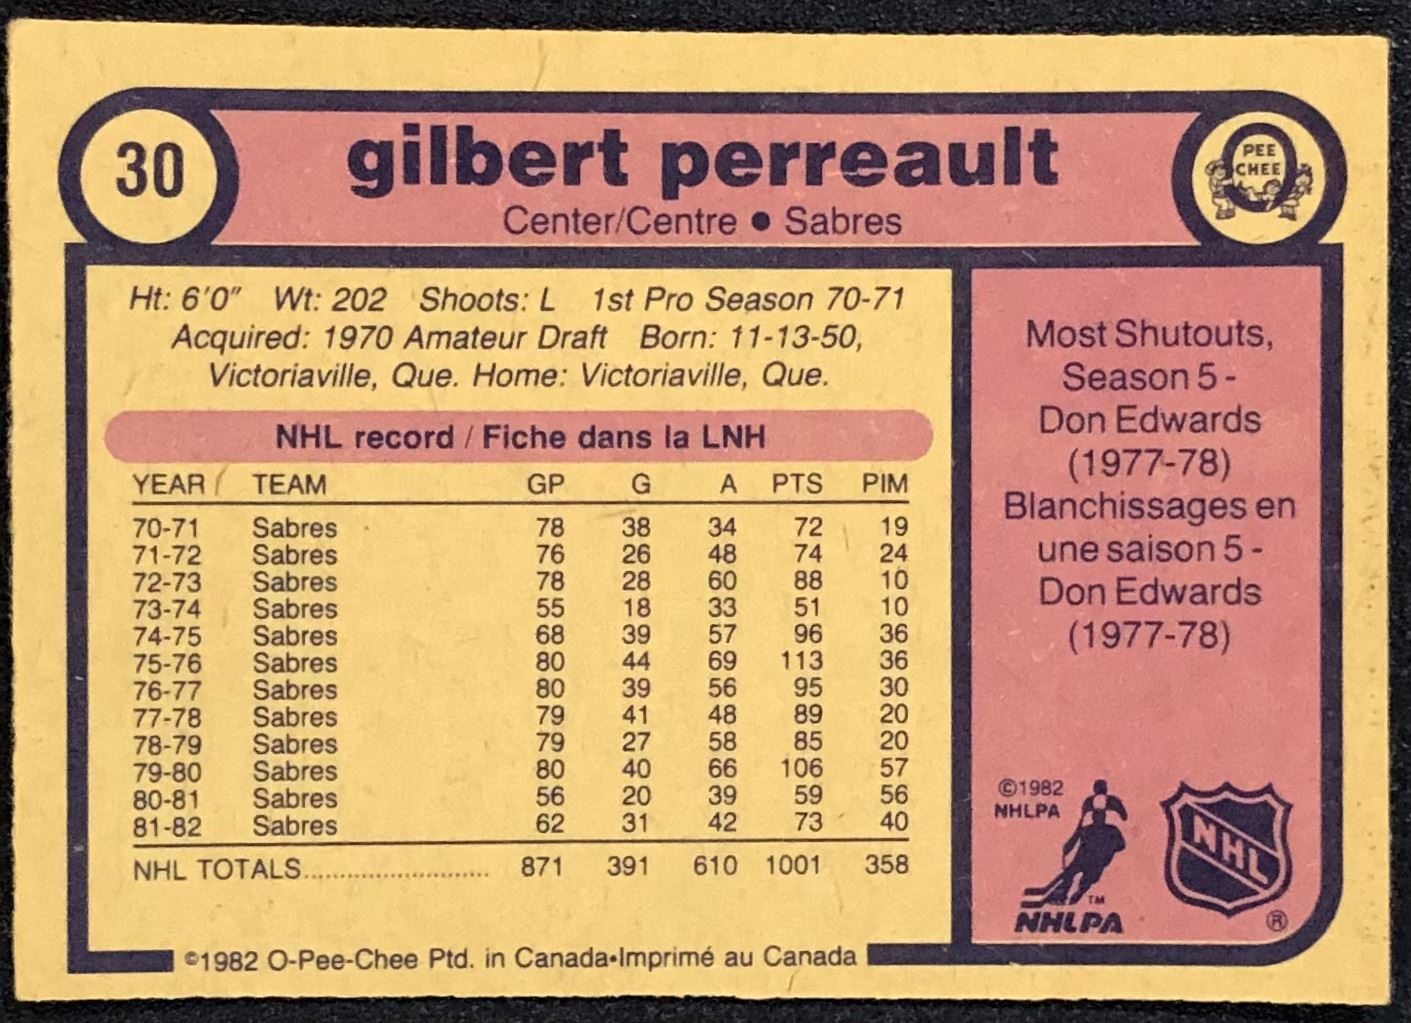 30
gilbert perreault
O
PEE
CHEE
Center/Centre ● Sabres
Ht: 6'0" Wt: 202 Shoots: L 1st Pro Season 70-71
Acquired: 1970 Amateur Draft Born: 11-13-50,
Victoriaville, Que. Home: Victoriaville, Que.
NHL record / Fiche dans la LNH
YEAR TEAM GP G A PTS PIM
70-71 Sabres 78 38 34 72 19
71-72 Sabres 76 26 48 74 24
72-73 Sabres 78 28 60 88 10
73-74 Sabres 55 18 33 51 10
74-75 Sabres 68 39 57 96 36
75-76 Sabres 80 44 69 113 36
76-77 Sabres 80 39 56 95 30
77-78 Sabres 79 41 48 89 20
78-79 Sabres 79 27 58 85 20
79-80 Sabres 80 40 66 106 57
80-81 Sabres 56 20 39 59 56
81-82 Sabres 62 31 42 73 40
NHL TOTALS.......................... 871 391 610 1001 358
Most Shutouts,
Season 5 -
Don Edwards
(1977-78)
Blanchissages en
une saison 5 -
Don Edwards
(1977-78)
©1982
NHLPA
TM
NHLPA
NHL
®
©1982 O-Pee-Chee Ptd. in Canada•Imprimé au Canada